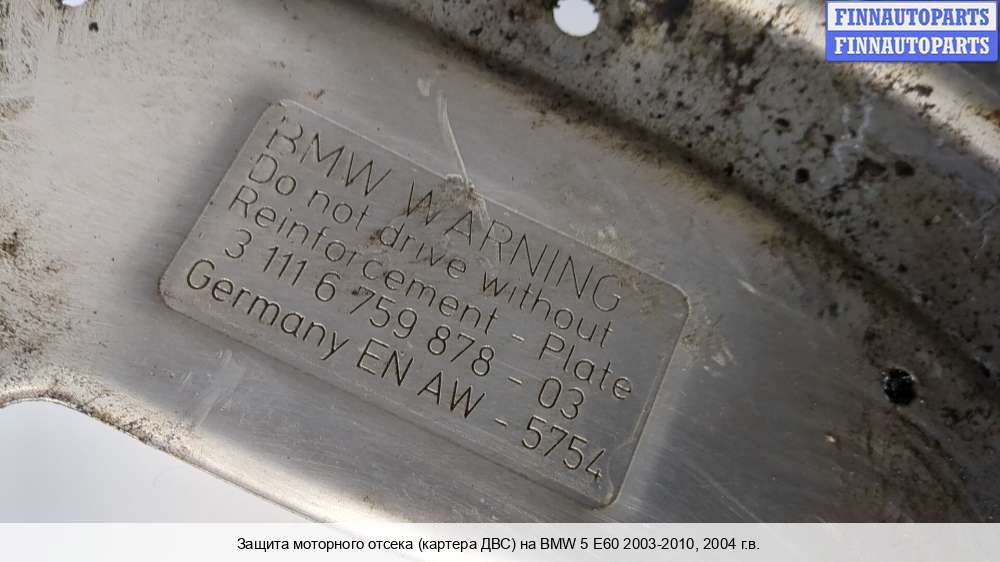 FINNAUTOPARTS
FINNAUTOPARTS
BMW WARNING
Do not drive without
Reinforcement - Plate
3 111 6 759 878 - 03
Germany EN AW - 5754
Защита моторного отсека (картера ДВС) на BMW 5 E60 2003-2010, 2004 г.в.